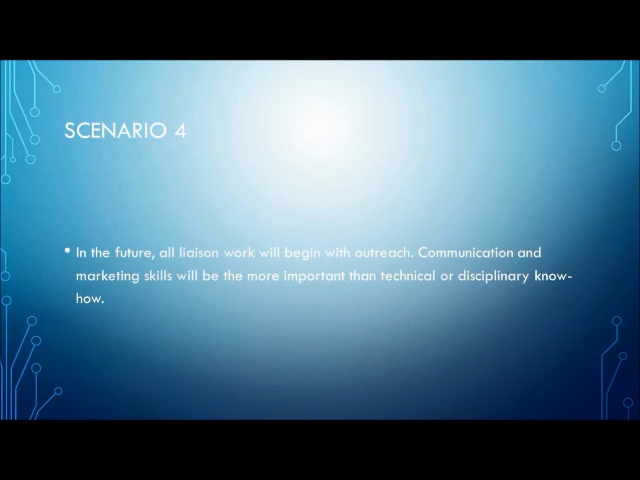 SCENARIO 4
• In the future, all liaison work will begin with outreach. Communication and
marketing skills will be the more important than technical or disciplinary know-
how.